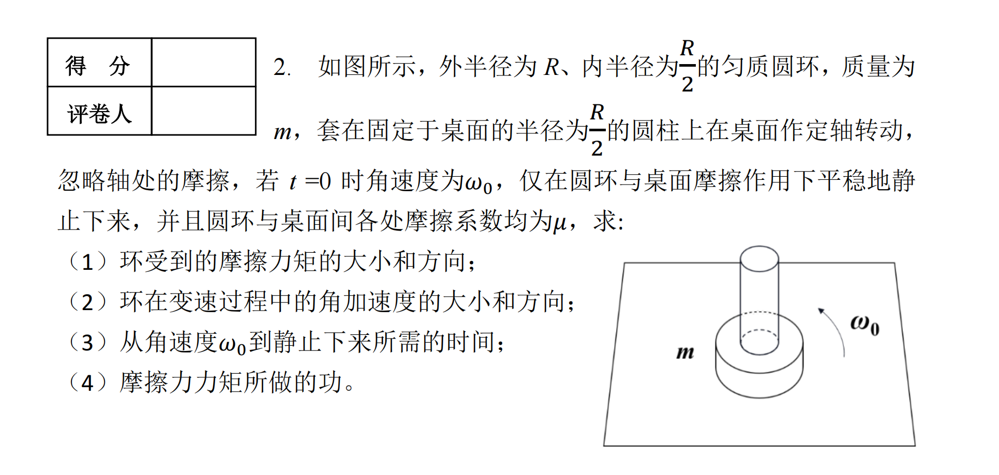 得 分
评卷人
2. 如图所示，外半径为 R、内半径为R/2的匀质圆环，质量为
m，套在固定于桌面的半径为R/2的圆柱上在桌面作定轴转动，
忽略轴处的摩擦，若 t =0 时角速度为ω₀，仅在圆环与桌面摩擦作用下平稳地静
止下来，并且圆环与桌面间各处摩擦系数均为μ，求:
（1）环受到的摩擦力矩的大小和方向；
（2）环在变速过程中的角加速度的大小和方向；
（3）从角速度ω₀到静止下来所需的时间；
（4）摩擦力力矩所做的功。
ω₀
m